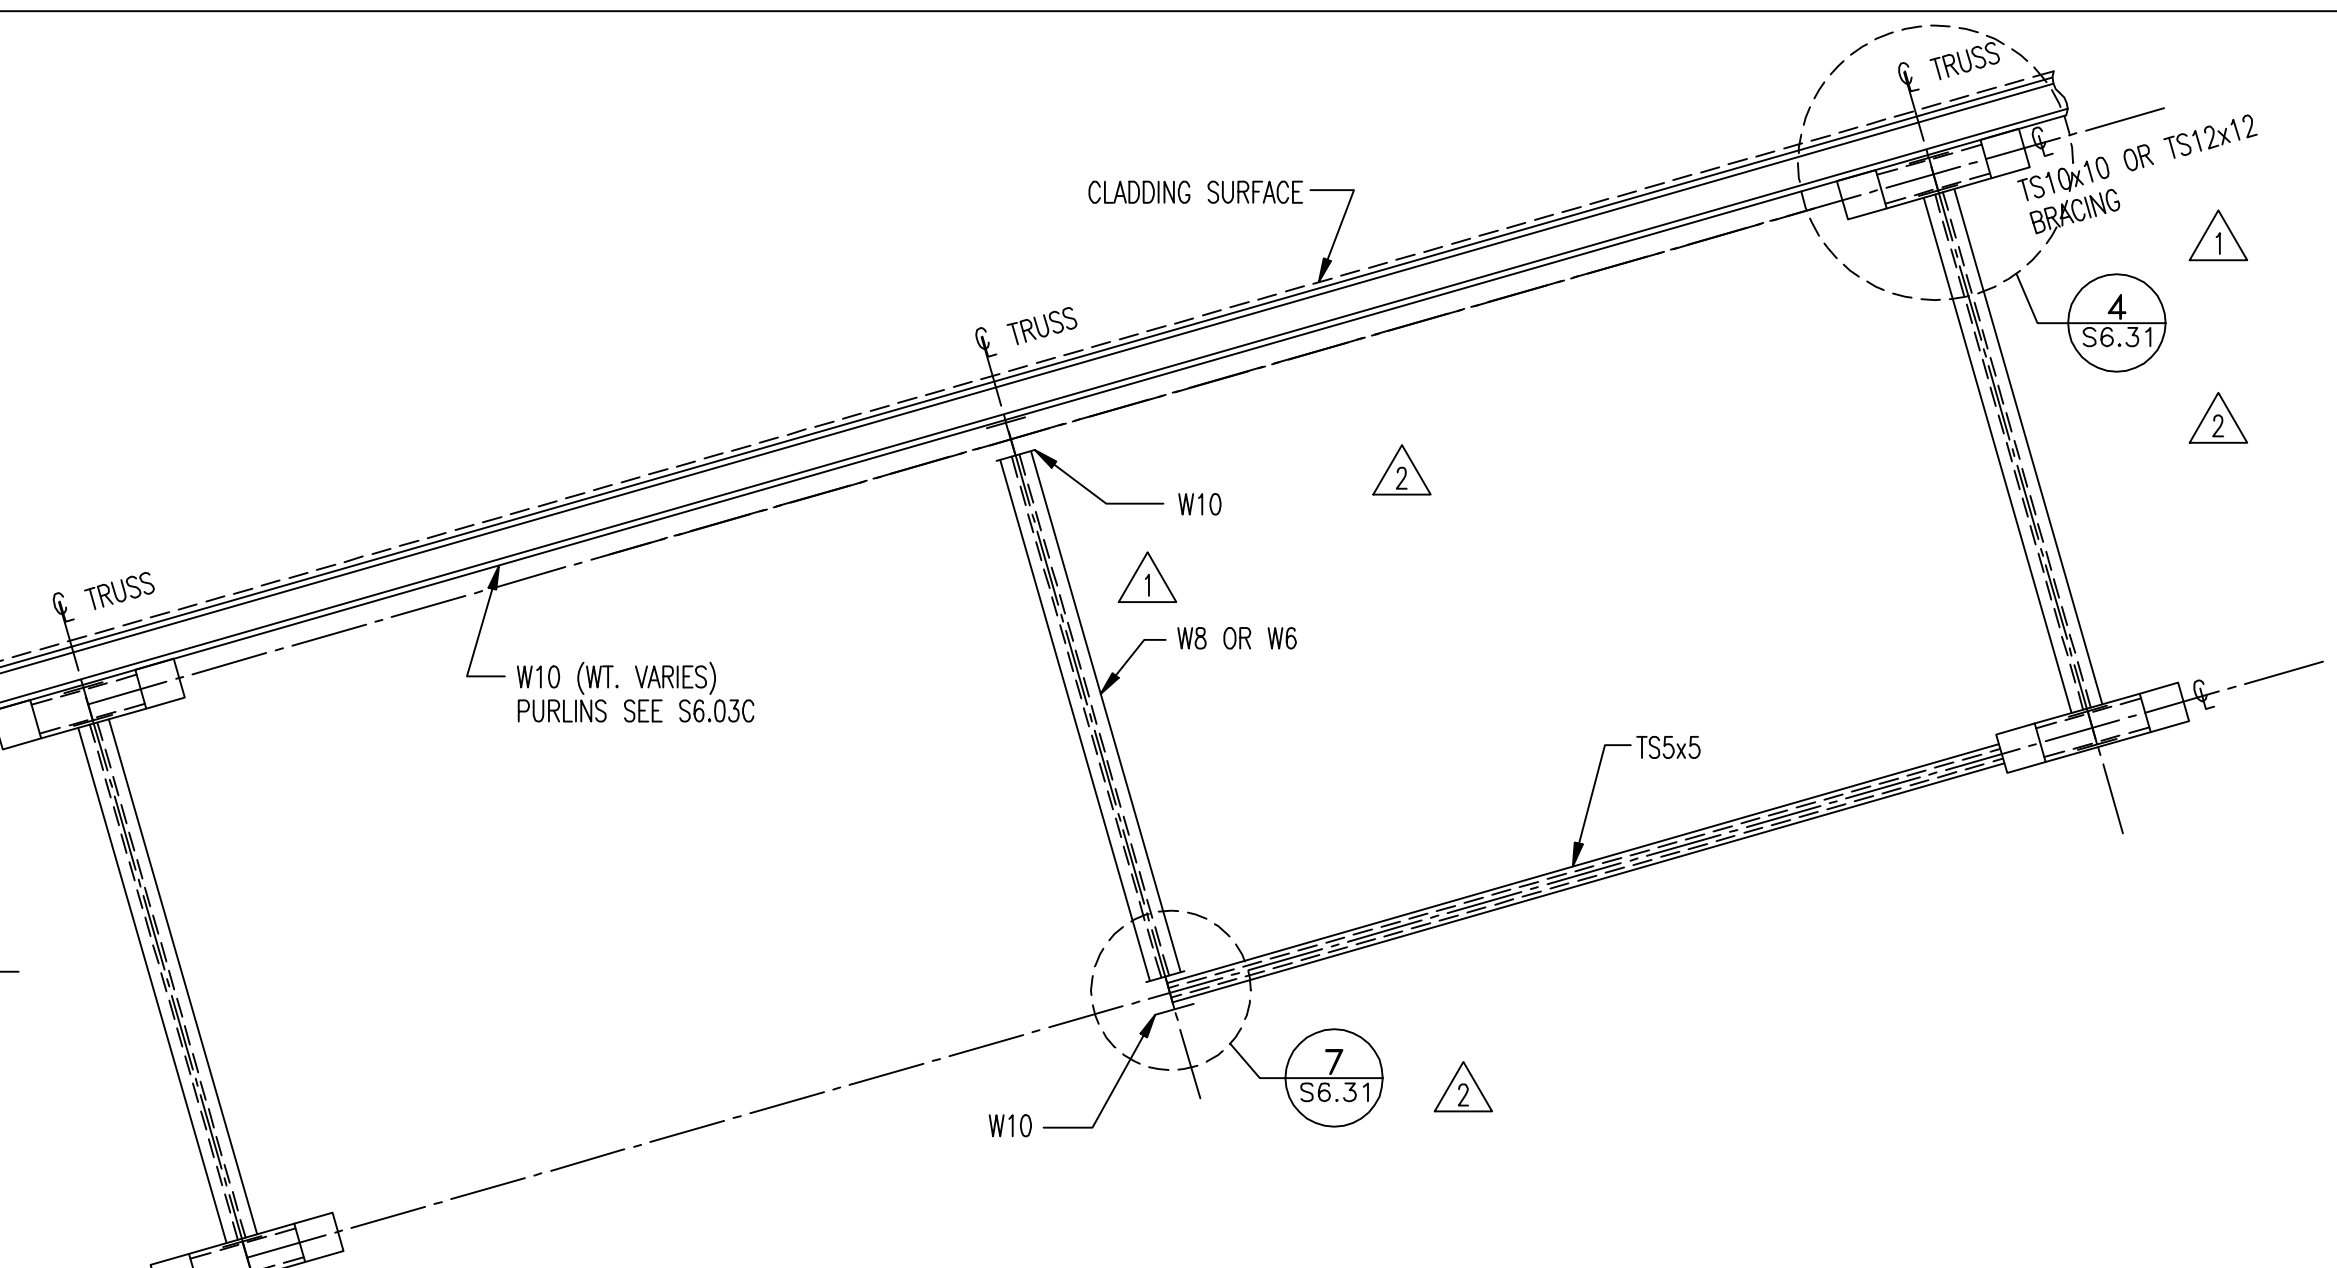 ℄ TRUSS
℄
TS10x10 OR TS12x12
BRACING
CLADDING SURFACE
1
4
S6.31
℄ TRUSS
2
2
W10
1
℄ TRUSS
W8 OR W6
W10 (WT. VARIES)
PURLINS SEE S6.03C
℄
TS5x5
7
S6.31
2
W10